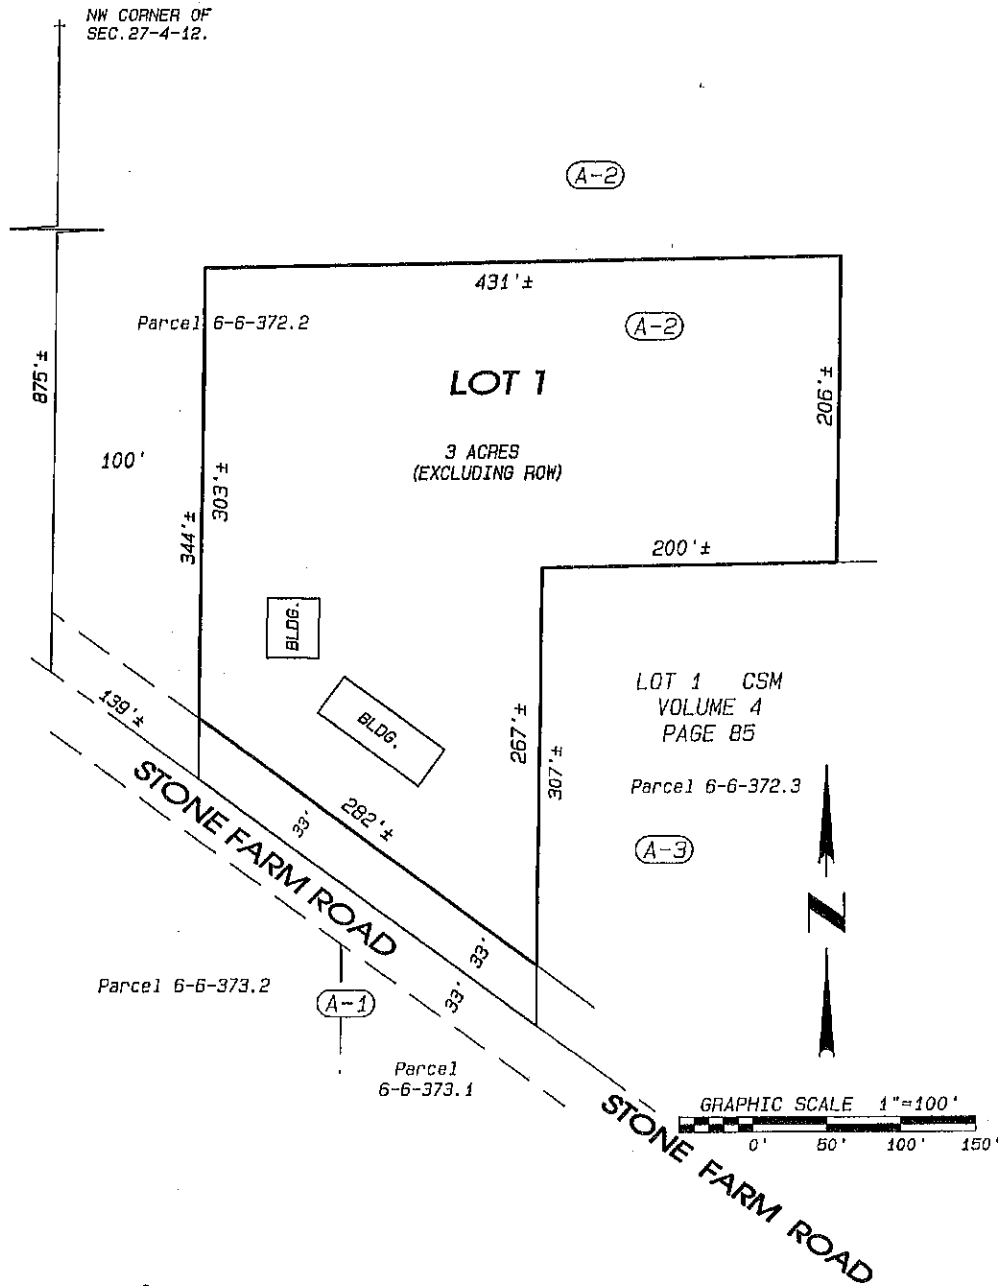 NW CORNER OF
SEC.27-4-12.
A-2
431'±
Parcel 6-6-372.2
A-2
875'±
LOT 1
206'±
3 ACRES
(EXCLUDING ROW)
100'
303'±
344'±
200'±
BLDG.
BLDG.
LOT 1 CSM
VOLUME 4
PAGE 85
139'±
267'±
307'±
Parcel 6-6-372.3
282'±
33'
A-3
STONE FARM ROAD
N
33'
33'
Parcel 6-6-373.2
A-1
Parcel
6-6-373.1
GRAPHIC SCALE 1"=100'
0' 50' 100' 150'
STONE FARM ROAD